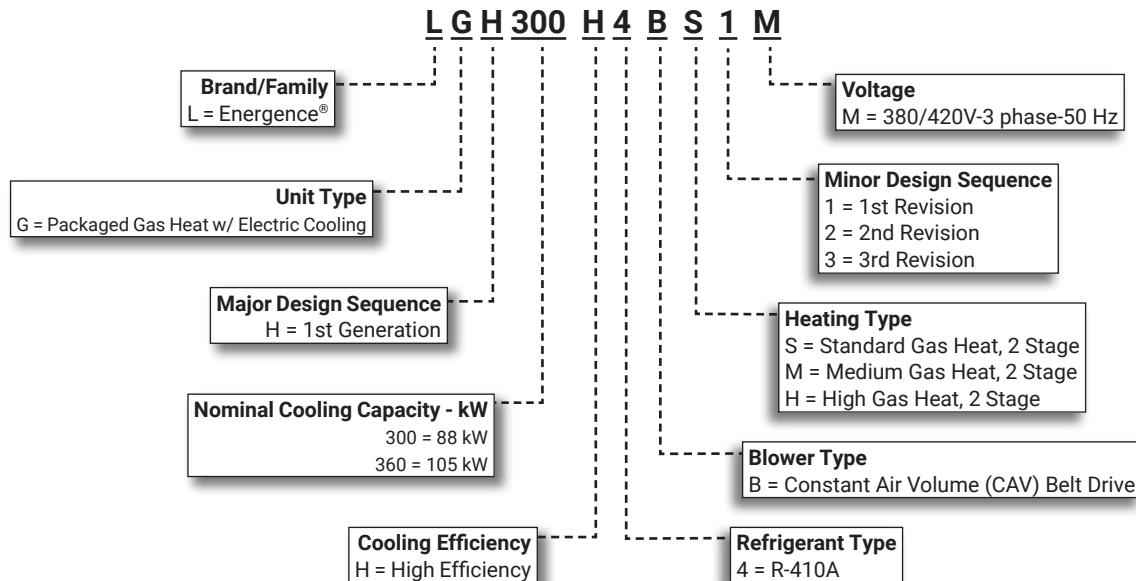 L G H 300 H 4 B S 1 M
Brand/Family
L = Energence®
Voltage
M = 380/420V-3 phase-50 Hz
Unit Type
G = Packaged Gas Heat w/ Electric Cooling
Minor Design Sequence
1 = 1st Revision
2 = 2nd Revision
3 = 3rd Revision
Major Design Sequence
H = 1st Generation
Heating Type
S = Standard Gas Heat, 2 Stage
M = Medium Gas Heat, 2 Stage
H = High Gas Heat, 2 Stage
Nominal Cooling Capacity - kW
300 = 88 kW
360 = 105 kW
Blower Type
B = Constant Air Volume (CAV) Belt Drive
Cooling Efficiency
H = High Efficiency
Refrigerant Type
4 = R-410A